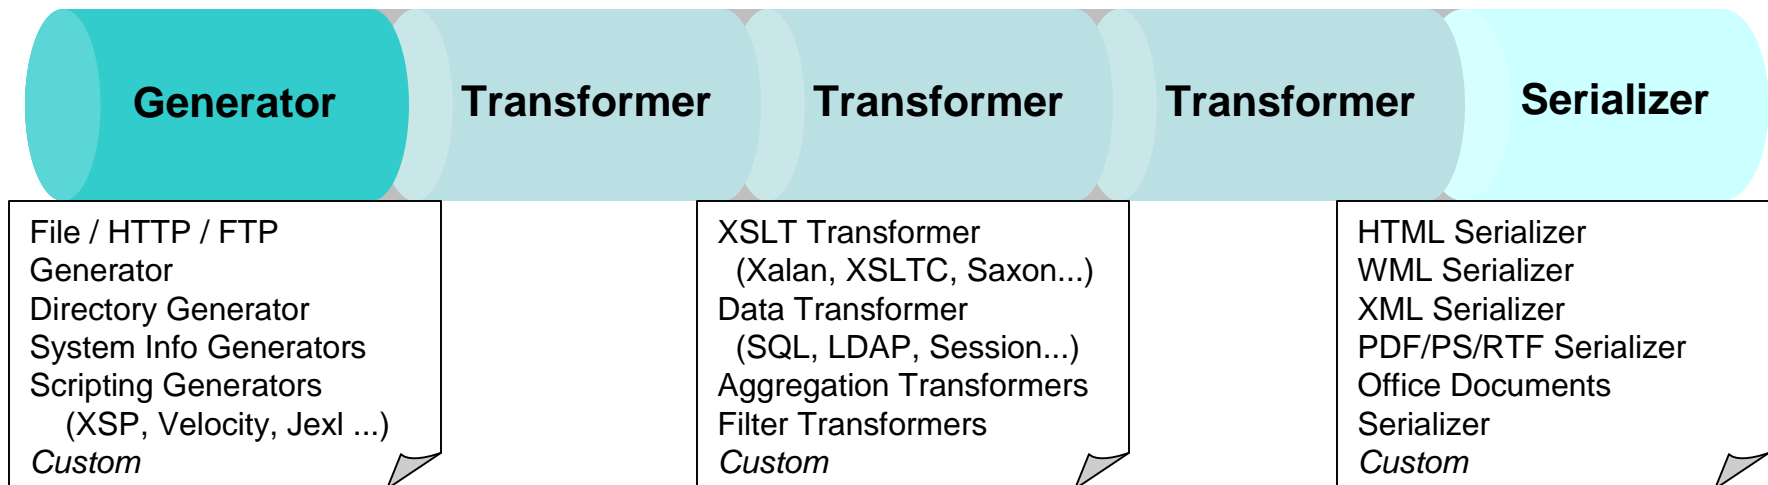 Generator
Transformer
Transformer
Transformer
Serializer
File / HTTP / FTP
Generator
Directory Generator
System Info Generators
Scripting Generators
(XSP, Velocity, Jexl ...)
Custom
XSLT Transformer
(Xalan, XSLTC, Saxon...)
Data Transformer
(SQL, LDAP, Session...)
Aggregation Transformers
Filter Transformers
Custom
HTML Serializer
WML Serializer
XML Serializer
PDF/PS/RTF Serializer
Office Documents
Serializer
Custom